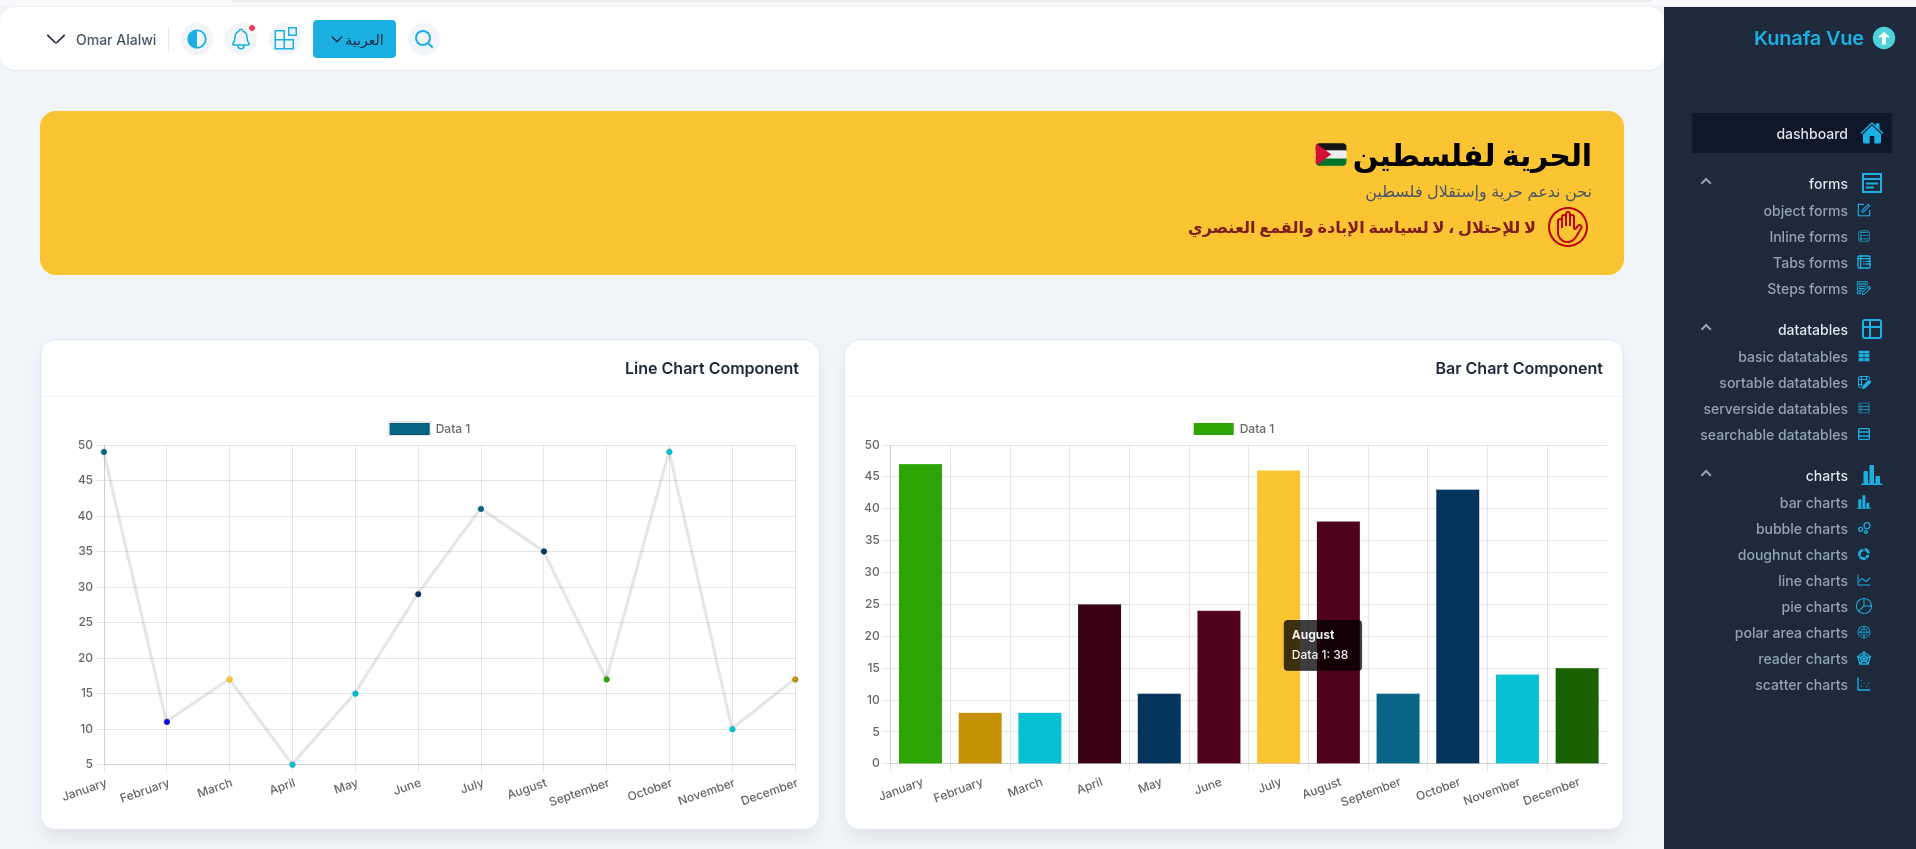 Omar Alalwi
العربية
Kunafa Vue
الحرية لفلسطين
نحن ندعم حرية وإستقلال فلسطين
لا للإحتلال ، لا لسياسة الإبادة والقمع العنصري
dashboard
forms
object forms
Inline forms
Tabs forms
Steps forms
datatables
basic datatables
sortable datatables
serverside datatables
searchable datatables
charts
bar charts
bubble charts
doughnut charts
line charts
pie charts
polar area charts
reader charts
scatter charts
Line Chart Component
Data 1
50
45
40
35
30
25
20
15
10
5
January February March April May June July August September October November December
Bar Chart Component
Data 1
50
45
40
35
30
25
20
15
10
5
0
August
Data 1: 38
January February March April May June July August September October November December